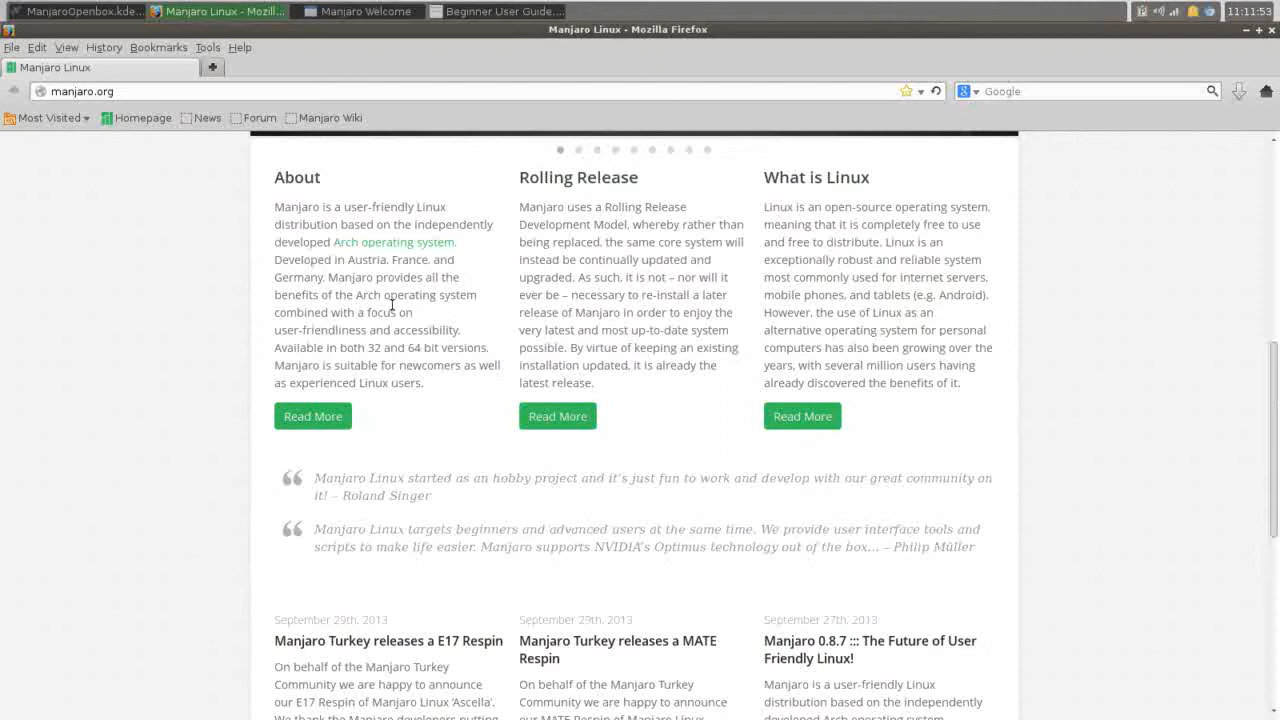 ManjaroOpenbox.kde... Manjaro Linux - Mozill... Manjaro Welcome Beginner User Guide.... 11:11:53
Manjaro Linux - Mozilla Firefox
File Edit View History Bookmarks Tools Help
Manjaro Linux
manjaro.org Google
Most Visited Homepage News Forum Manjaro Wiki
About
Manjaro is a user-friendly Linux
distribution based on the independently
developed Arch operating system.
Developed in Austria, France, and
Germany, Manjaro provides all the
benefits of the Arch operating system
combined with a focus on
user-friendliness and accessibility.
Available in both 32 and 64 bit versions,
Manjaro is suitable for newcomers as well
as experienced Linux users.
Read More
Rolling Release
Manjaro uses a Rolling Release
Development Model, whereby rather than
being replaced, the same core system will
instead be continually updated and
upgraded. As such, it is not – nor will it
ever be – necessary to re-install a later
release of Manjaro in order to enjoy the
very latest and most up-to-date system
possible. By virtue of keeping an existing
installation updated, it is already the
latest release.
Read More
What is Linux
Linux is an open-source operating system,
meaning that it is completely free to use
and free to distribute. Linux is an
exceptionally robust and reliable system
most commonly used for internet servers,
mobile phones, and tablets (e.g. Android).
However, the use of Linux as an
alternative operating system for personal
computers has also been growing over the
years, with several million users having
already discovered the benefits of it.
Read More
Manjaro Linux started as an hobby project and it's just fun to work and develop with our great community on
it! – Roland Singer
Manjaro Linux targets beginners and advanced users at the same time. We provide user interface tools and
scripts to make life easier. Manjaro supports NVIDIA's Optimus technology out of the box... – Philip Müller
September 29th, 2013
Manjaro Turkey releases a E17 Respin
On behalf of the Manjaro Turkey
Community we are happy to announce
our E17 Respin of Manjaro Linux 'Ascella'.
We thank the Manjaro developers putting
September 29th, 2013
Manjaro Turkey releases a MATE
Respin
On behalf of the Manjaro Turkey
Community we are happy to announce
our MATE Respin of Manjaro Linux
September 27th, 2013
Manjaro 0.8.7 ::: The Future of User
Friendly Linux!
Manjaro is a user-friendly Linux
distribution based on the independently
developed Arch operating system